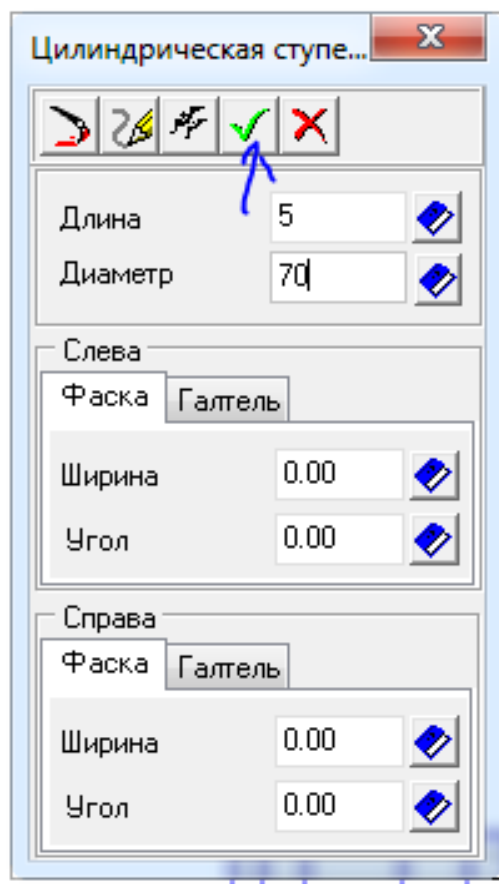 Цилиндрическая ступе...
Длина 5
Диаметр 70
Слева
Фаска Галтель
Ширина 0.00
Угол 0.00
Справа
Фаска Галтель
Ширина 0.00
Угол 0.00